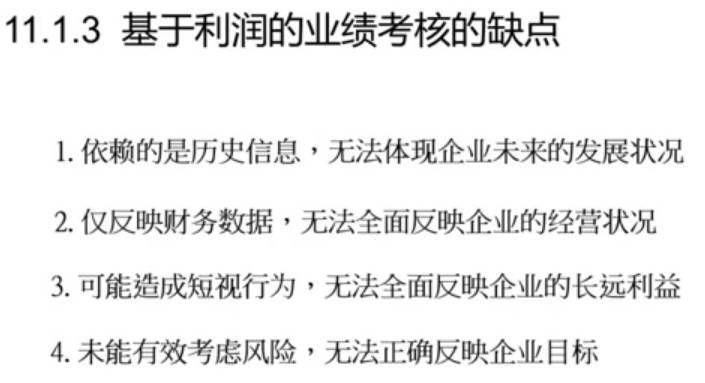 11.1.3 基于利润的业绩考核的缺点
1. 依赖的是历史信息，无法体现企业未来的发展状况
2. 仅反映财务数据，无法全面反映企业的经营状况
3. 可能造成短视行为，无法全面反映企业的长远利益
4. 未能有效考虑风险，无法正确反映企业目标